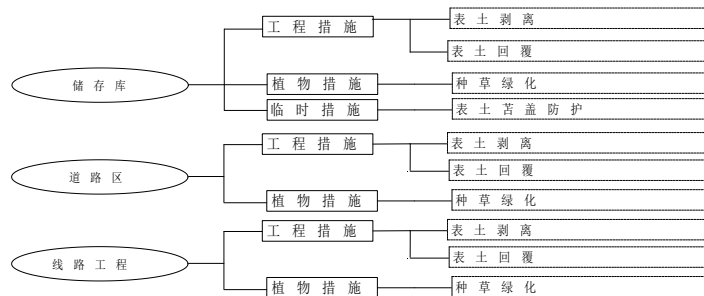 工程措施
表土剥离
表土回覆
储存库
植物措施
种草绿化
临时措施
表土苫盖防护
工程措施
表土剥离
表土回覆
道路区
植物措施
种草绿化
工程措施
表土剥离
表土回覆
线路工程
植物措施
种草绿化